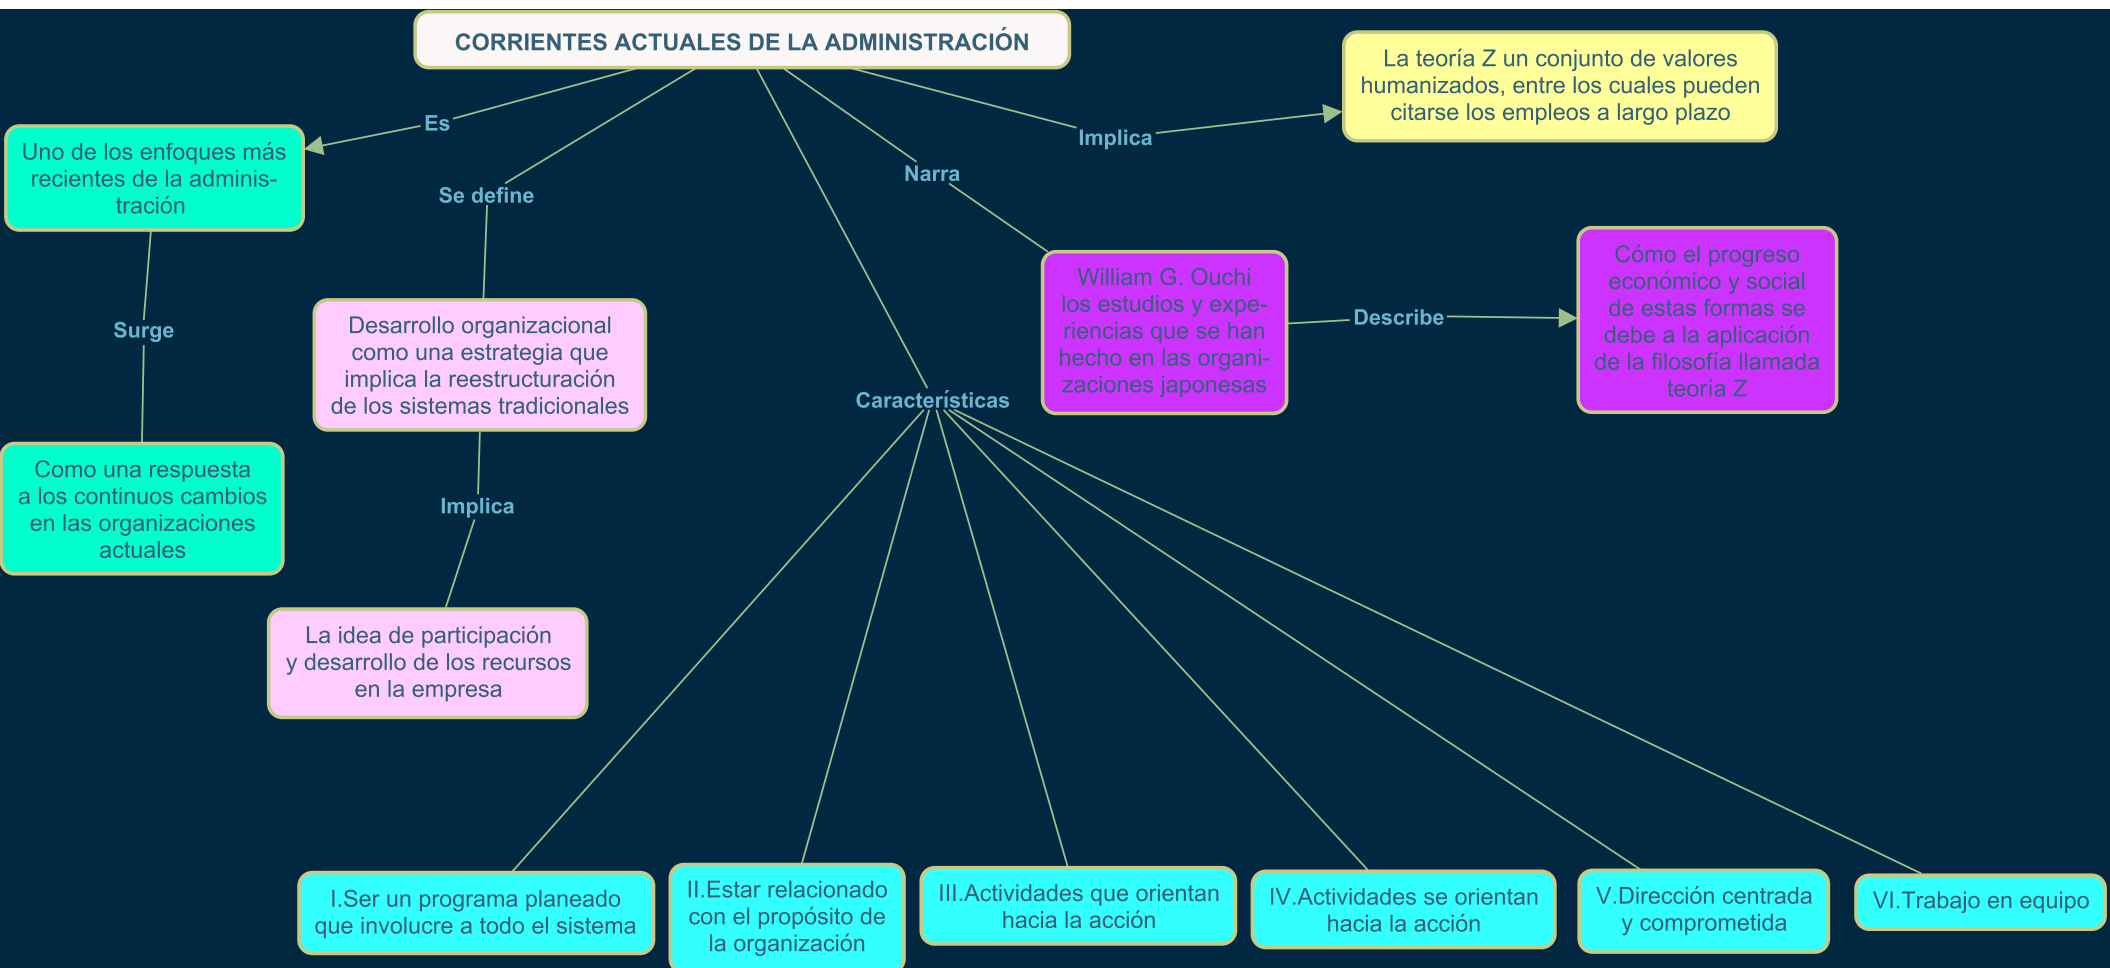 CORRIENTES ACTUALES DE LA ADMINISTRACIÓN
Es
Uno de los enfoques más
recientes de la adminis-
tración
Surge
Como una respuesta
a los continuos cambios
en las organizaciones
actuales
Se define
Desarrollo organizacional
como una estrategia que
implica la reestructuración
de los sistemas tradicionales
Implica
La idea de participación
y desarrollo de los recursos
en la empresa
Características
I.Ser un programa planeado
que involucre a todo el sistema
II.Estar relacionado
con el propósito de
la organización
III.Actividades que orientan
hacia la acción
IV.Actividades se orientan
hacia la acción
V.Dirección centrada
y comprometida
VI.Trabajo en equipo
Narra
William G. Ouchi
los estudios y expe-
riencias que se han
hecho en las organi-
zaciones japonesas
Describe
Cómo el progreso
económico y social
de estas formas se
debe a la aplicación
de la filosofía llamada
teoría Z
Implica
La teoría Z un conjunto de valores
humanizados, entre los cuales pueden
citarse los empleos a largo plazo